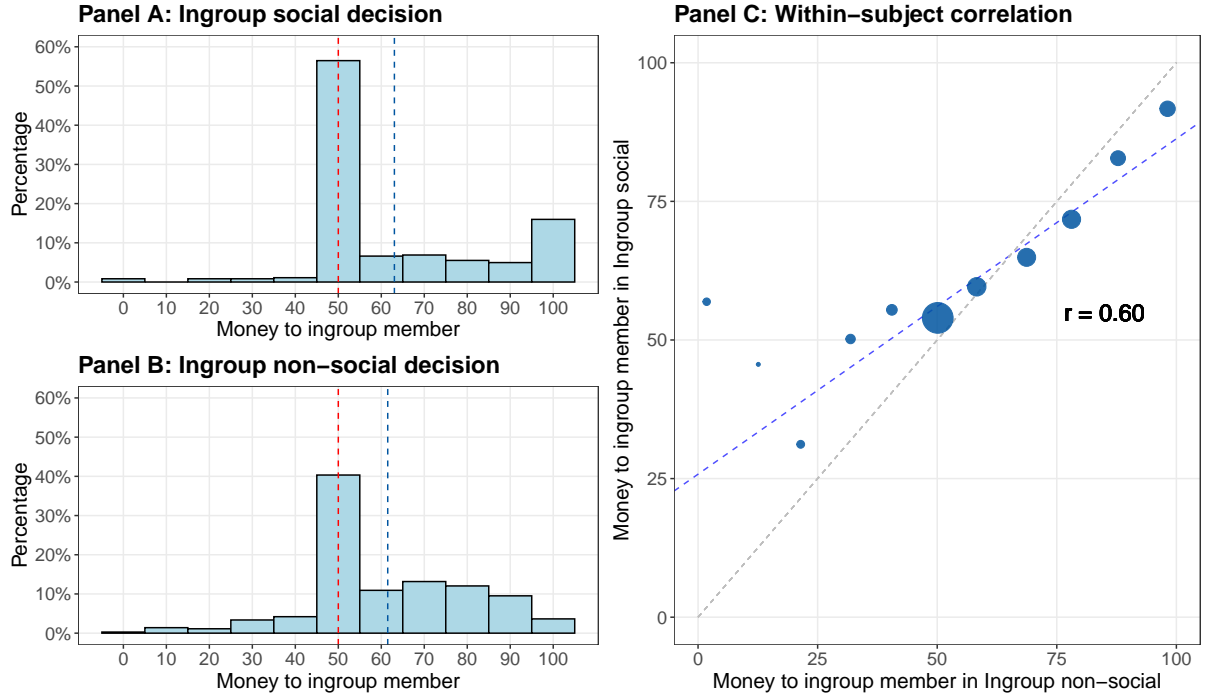 Panel A: Ingroup social decision
60%
50%
40%
30%
20%
10%
0%
Percentage
0 10 20 30 40 50 60 70 80 90 100
Money to ingroup member
Panel B: Ingroup non−social decision
60%
50%
40%
30%
20%
10%
0%
Percentage
0 10 20 30 40 50 60 70 80 90 100
Money to ingroup member
Panel C: Within−subject correlation
100
75
50
25
0
Money to ingroup member in Ingroup social
r = 0.60
0 25 50 75 100
Money to ingroup member in Ingroup non−social